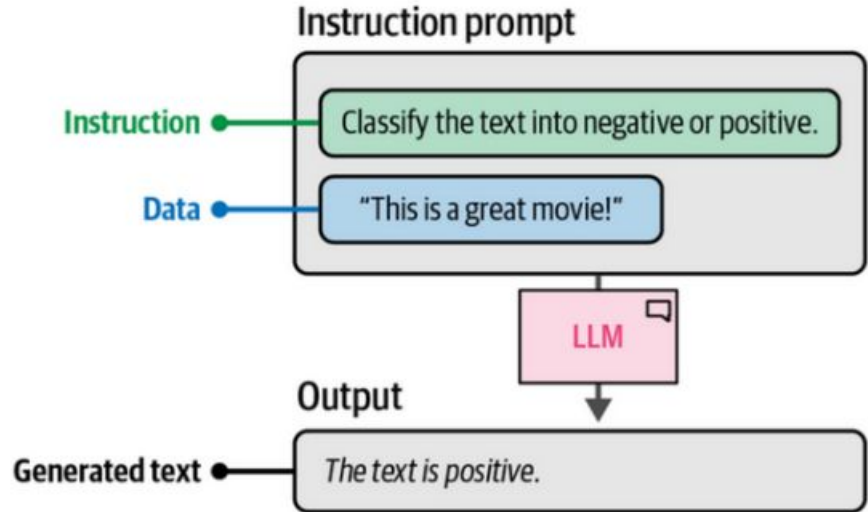 Instruction prompt
Instruction
Classify the text into negative or positive.
Data
“This is a great movie!”
LLM
Output
Generated text
The text is positive.